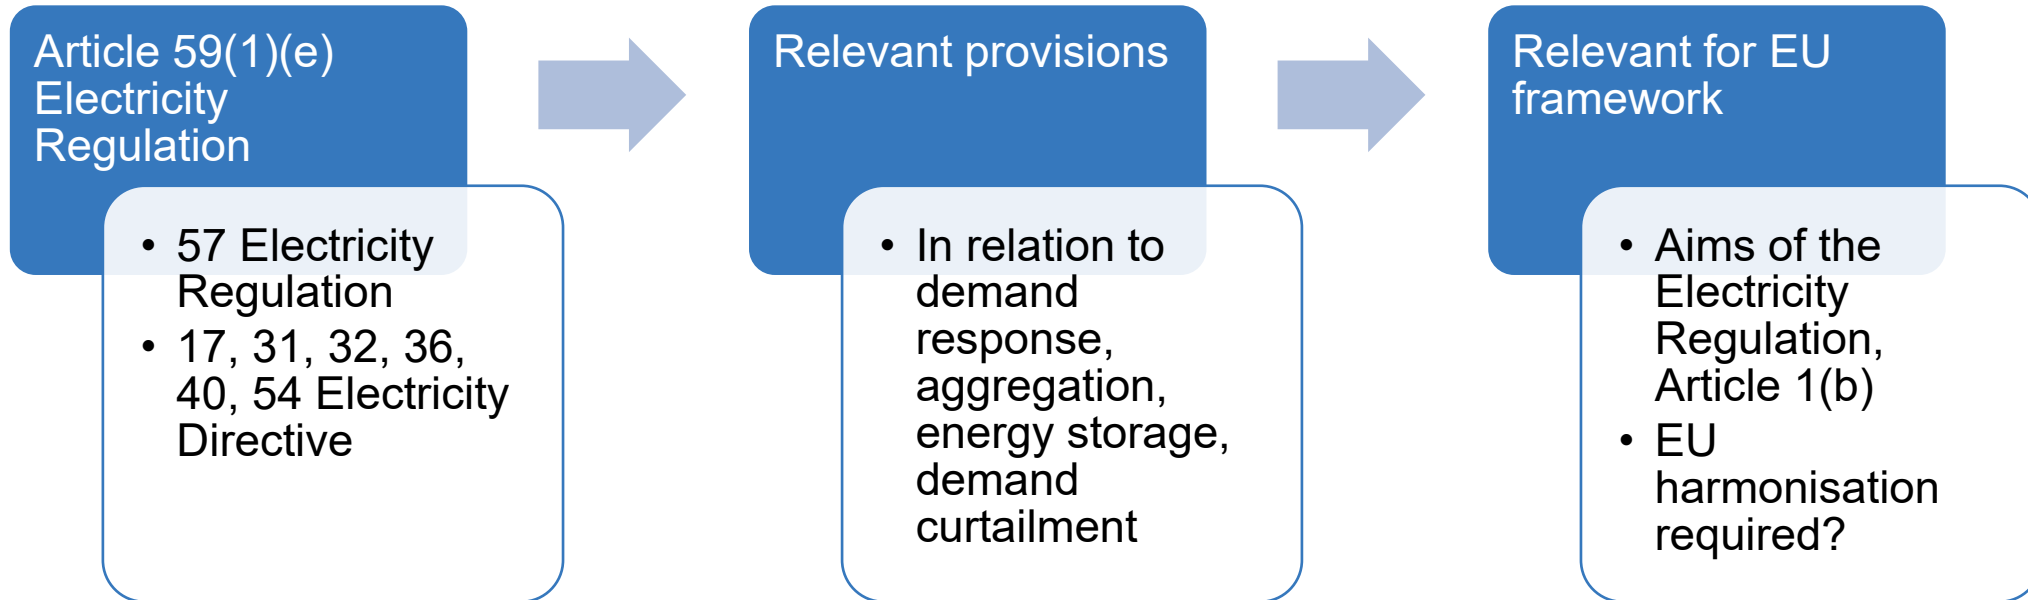 Article 59(1)(e)
Electricity
Regulation
• 57 Electricity
Regulation
• 17, 31, 32, 36,
40, 54 Electricity
Directive
Relevant provisions
• In relation to
demand
response,
aggregation,
energy storage,
demand
curtailment
Relevant for EU
framework
• Aims of the
Electricity
Regulation,
Article 1(b)
• EU
harmonisation
required?